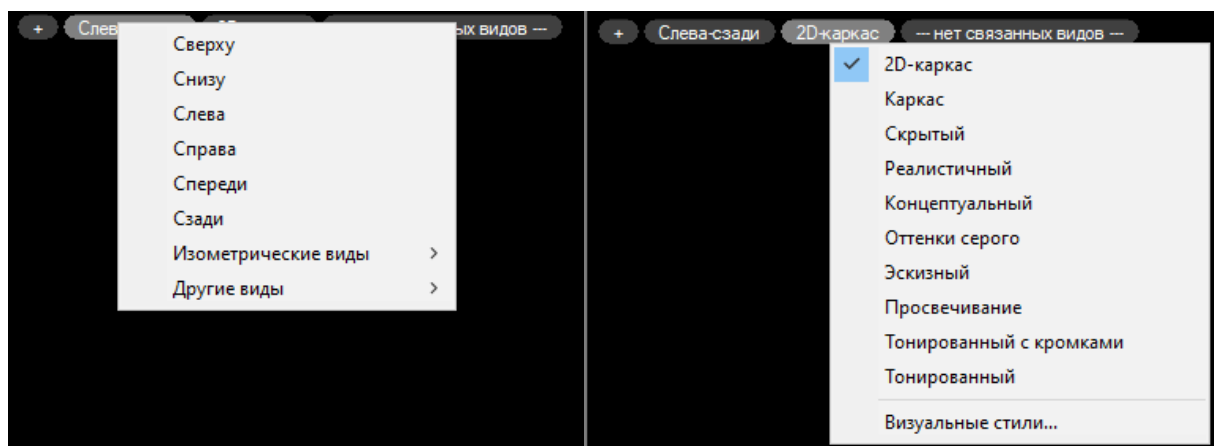 + Слев ых видов ---
Сверху
Снизу
Слева
Справа
Спереди
Сзади
Изометрические виды
Другие виды
+ Слева-сзади 2D-каркас --- нет связанных видов ---
2D-каркас
Каркас
Скрытый
Реалистичный
Концептуальный
Оттенки серого
Эскизный
Просвечивание
Тонированный с кромками
Тонированный
Визуальные стили...